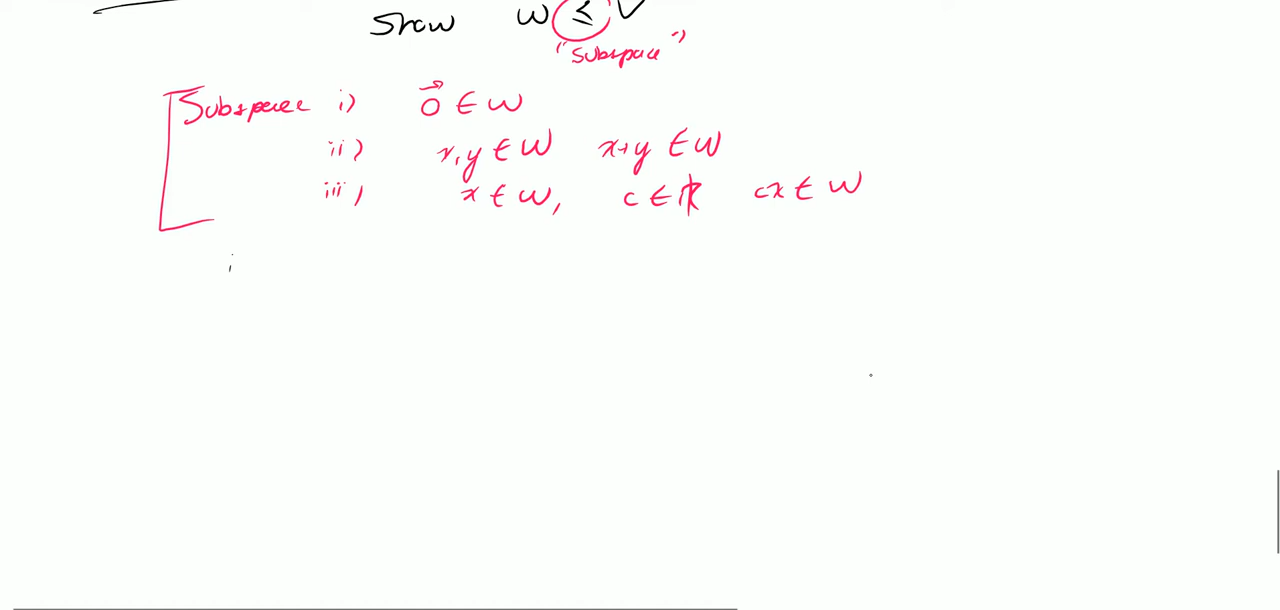 Show W ≤ V
"Subspace"
Subspace i) 0⃗ ∈ W
ii) x,y ∈ W x+y ∈ W
iii) x ∈ W, c ∈ ℝ cx ∈ W
i